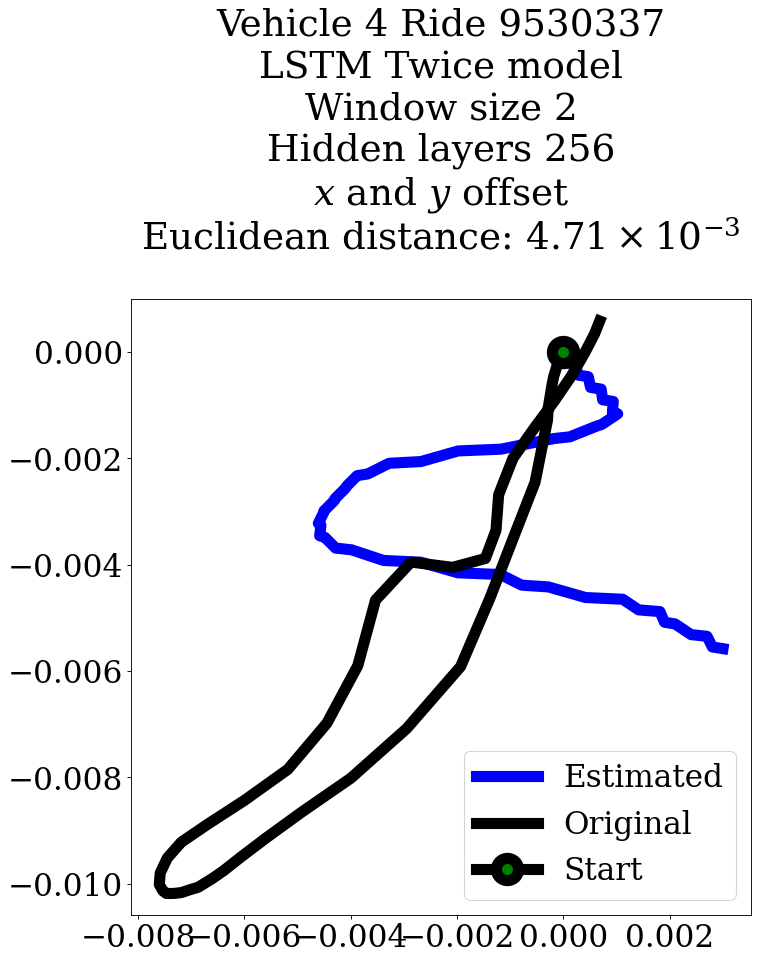 Vehicle 4 Ride 9530337
LSTM Twice model
Window size 2
Hidden layers 256
x and y offset
Euclidean distance: 4.71 × 10⁻³
0.000
−0.002
−0.004
−0.006
−0.008
−0.010
Estimated
Original
Start
−0.008 −0.006 −0.004 −0.002 0.000 0.002